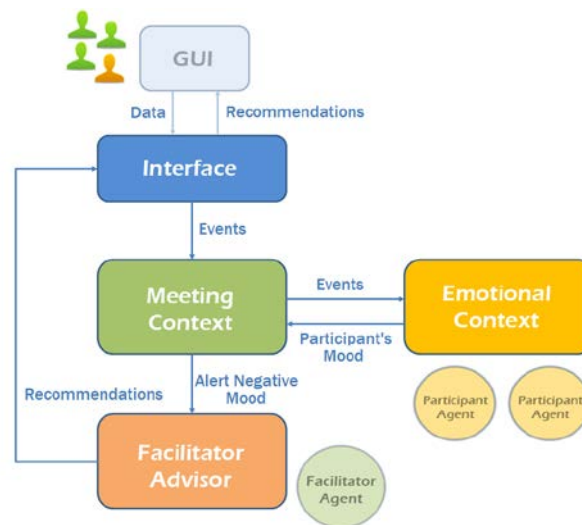 GUI
Data
Recommendations
Interface
Events
Meeting
Context
Events
Emotional
Context
Participant's
Mood
Recommendations
Alert Negative
Mood
Participant
Agent
Participant
Agent
Facilitator
Advisor
Facilitator
Agent